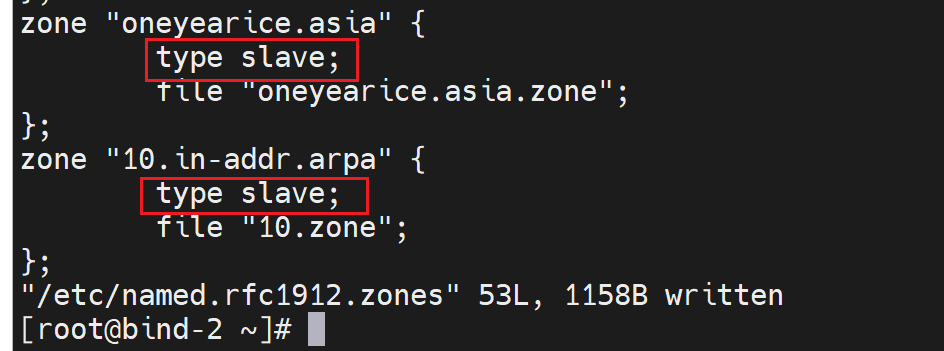 };
zone "oneyearice.asia" {
        type slave;
        file "oneyearice.asia.zone";
};
zone "10.in-addr.arpa" {
        type slave;
        file "10.zone";
};
"/etc/named.rfc1912.zones" 53L, 1158B written
[root@bind-2 ~]#